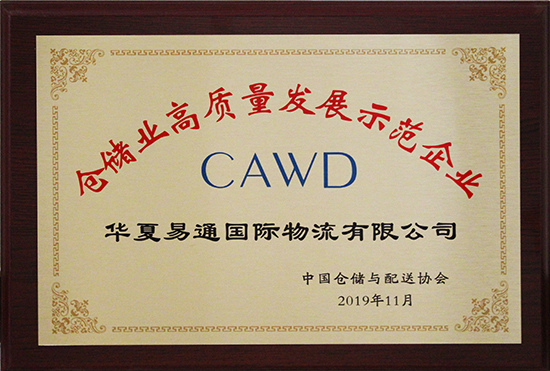 仓储业高质量发展示范企业
CAWD
华夏易通国际物流有限公司
中国仓储与配送协会
2019年11月